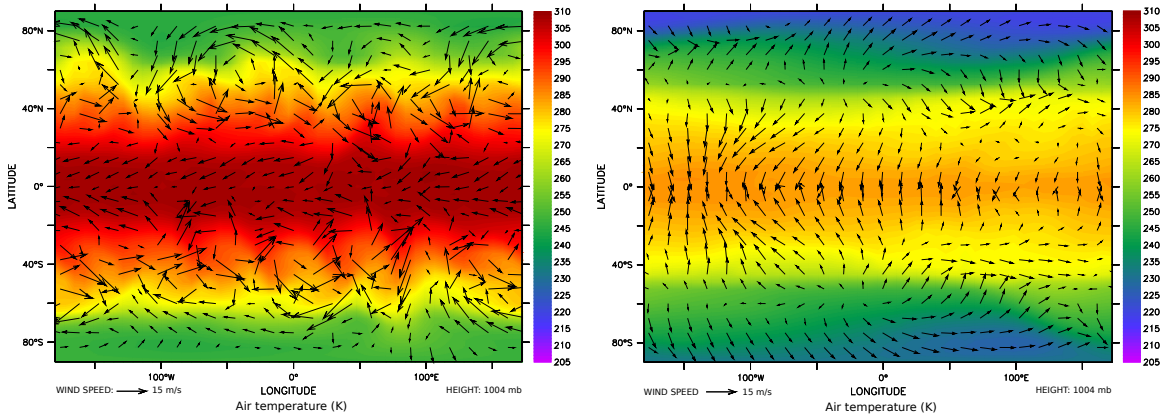 80°N
40°N
0°
40°S
80°S
LATITUDE
100°W
0°
100°E
LONGITUDE
WIND SPEED:
15 m/s
HEIGHT: 1004 mb
Air temperature (K)
310
305
300
295
290
285
280
275
270
265
260
255
250
245
240
235
230
225
220
215
210
205
80°N
40°N
0°
40°S
80°S
LATITUDE
100°W
0°
100°E
LONGITUDE
WIND SPEED
15 m/s
HEIGHT: 1004 mb
Air temperature (K)
310
305
300
295
290
285
280
275
270
265
260
255
250
245
240
235
230
225
220
215
210
205